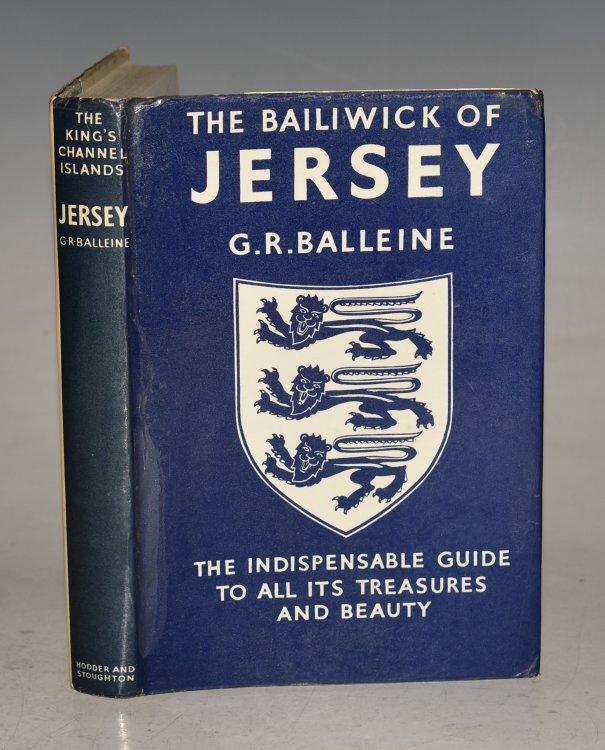 THE
KING'S
CHANNEL
ISLANDS
JERSEY
G·R·BALLEINE
HODDER AND
STOUGHTON
THE BAILIWICK OF
JERSEY
G.R.BALLEINE
THE INDISPENSABLE GUIDE
TO ALL ITS TREASURES
AND BEAUTY